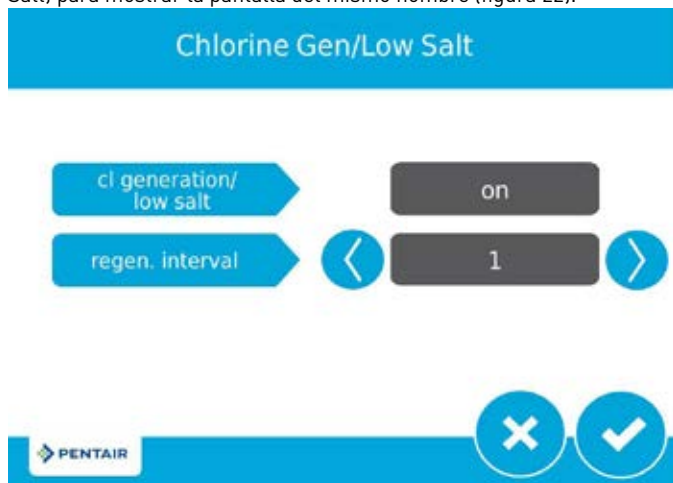 Salt) para mostrar la pantalla del mismo nombre (figura 22).
Chlorine Gen/Low Salt
cl generation/
low salt
on
regen. interval
1
PENTAIR